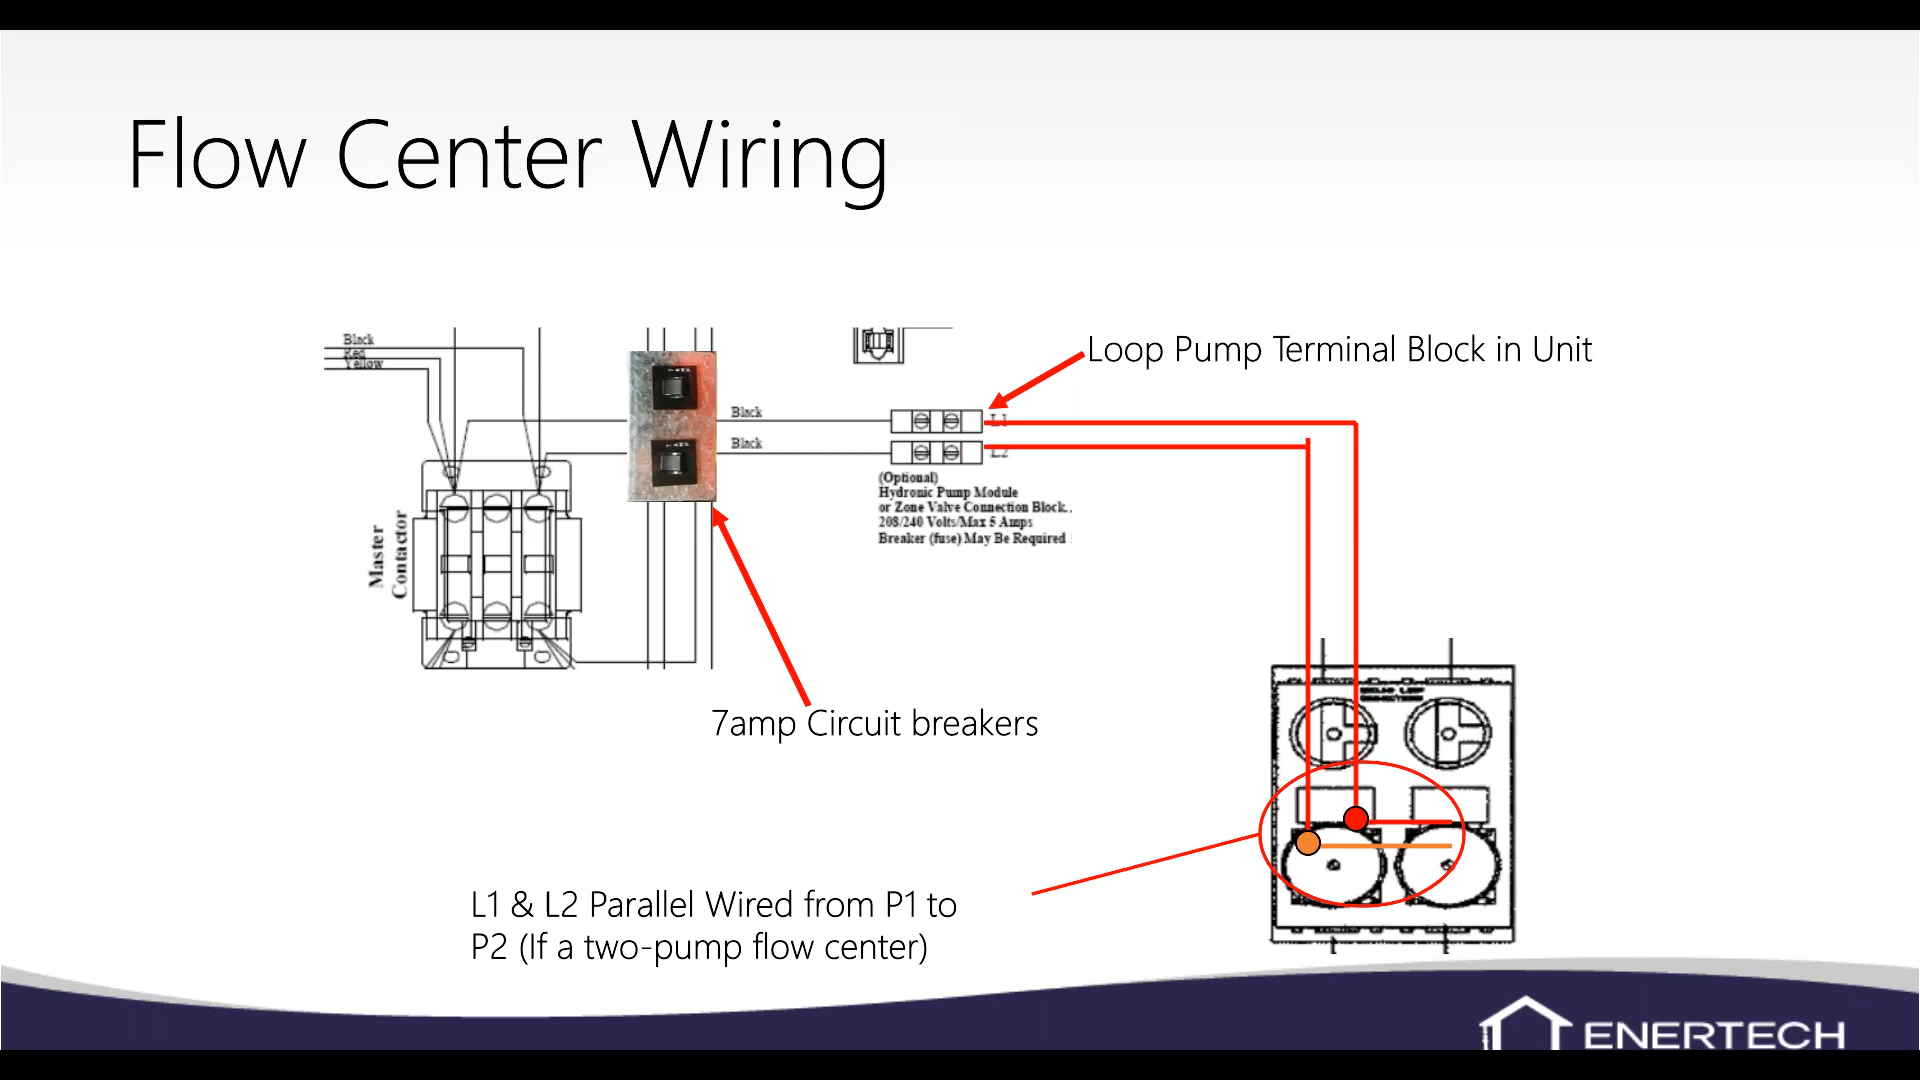 Flow Center Wiring
Black
Red
Yellow
Loop Pump Terminal Block in Unit
Black
L1
Black
L2
(Optional)
Hydronic Pump Module
or Zone Valve Connection Block..
208/240 Volts/Max 5 Amps
Breaker (fuse) May Be Required
Master
Contactor
7amp Circuit breakers
L1 & L2 Parallel Wired from P1 to
P2 (If a two-pump flow center)
ENERTECH